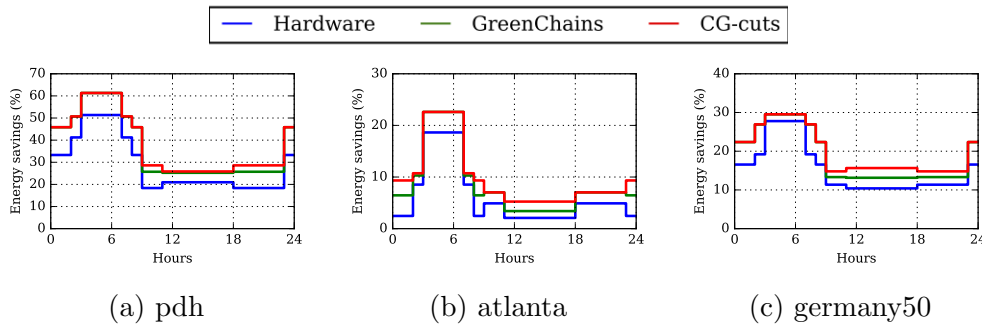 Hardware GreenChains CG-cuts
70
60
50
40
30
20
10
0
Energy savings (%)
0 6 12 18 24
Hours
(a) pdh
30
20
10
0
Energy savings (%)
0 6 12 18 24
Hours
(b) atlanta
40
30
20
10
0
Energy savings (%)
0 6 12 18 24
Hours
(c) germany50